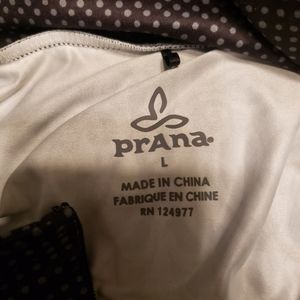 prAna
L
MADE IN CHINA
FABRIQUE EN CHINE
RN 124977